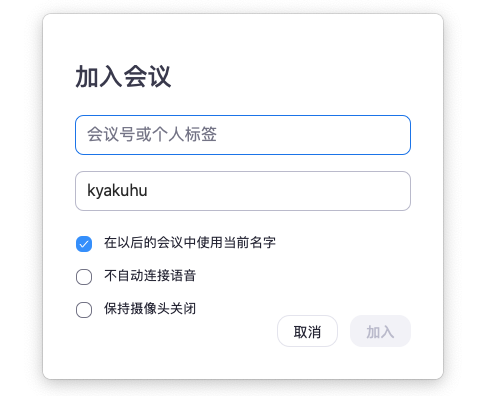 加入会议
会议号或个人标签
kyakuhu
在以后的会议中使用当前名字
不自动连接语音
保持摄像头关闭
取消
加入